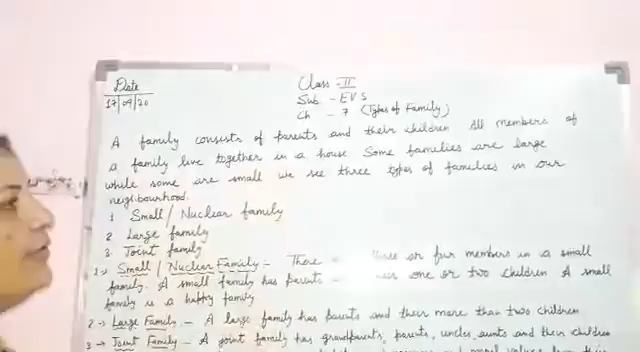 Date
17/09/20
Class - II
Sub - EVS
Ch - 7 (Types of Family)
A family consists of parents and their children All members of
a family live together in a house Some families are large
while some are small we see three types of families in our
neighbourhood.
1 Small / Nuclear family
2 Large family
3. Joint family
1→ Small / Nuclear Family - There three or four members in a small
family. A small family has parents one or two children A small
family is a happy family
2 → Large Family - A large family has parents and their more than two children
3 → Joint Family - A joint family has grandparents, parents, uncles, aunts and their children